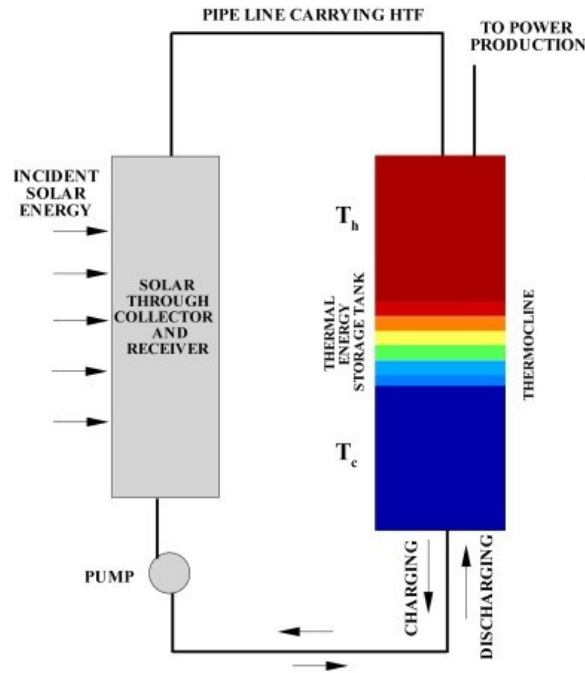 PIPE LINE CARRYING HTF
TO POWER
PRODUCTION
INCIDENT
SOLAR
ENERGY
SOLAR
THROUGH
COLLECTOR
AND
RECEIVER
T_h
THERMAL
ENERGY
STORAGE TANK
THERMOCLINE
T_c
PUMP
CHARGING
DISCHARGING